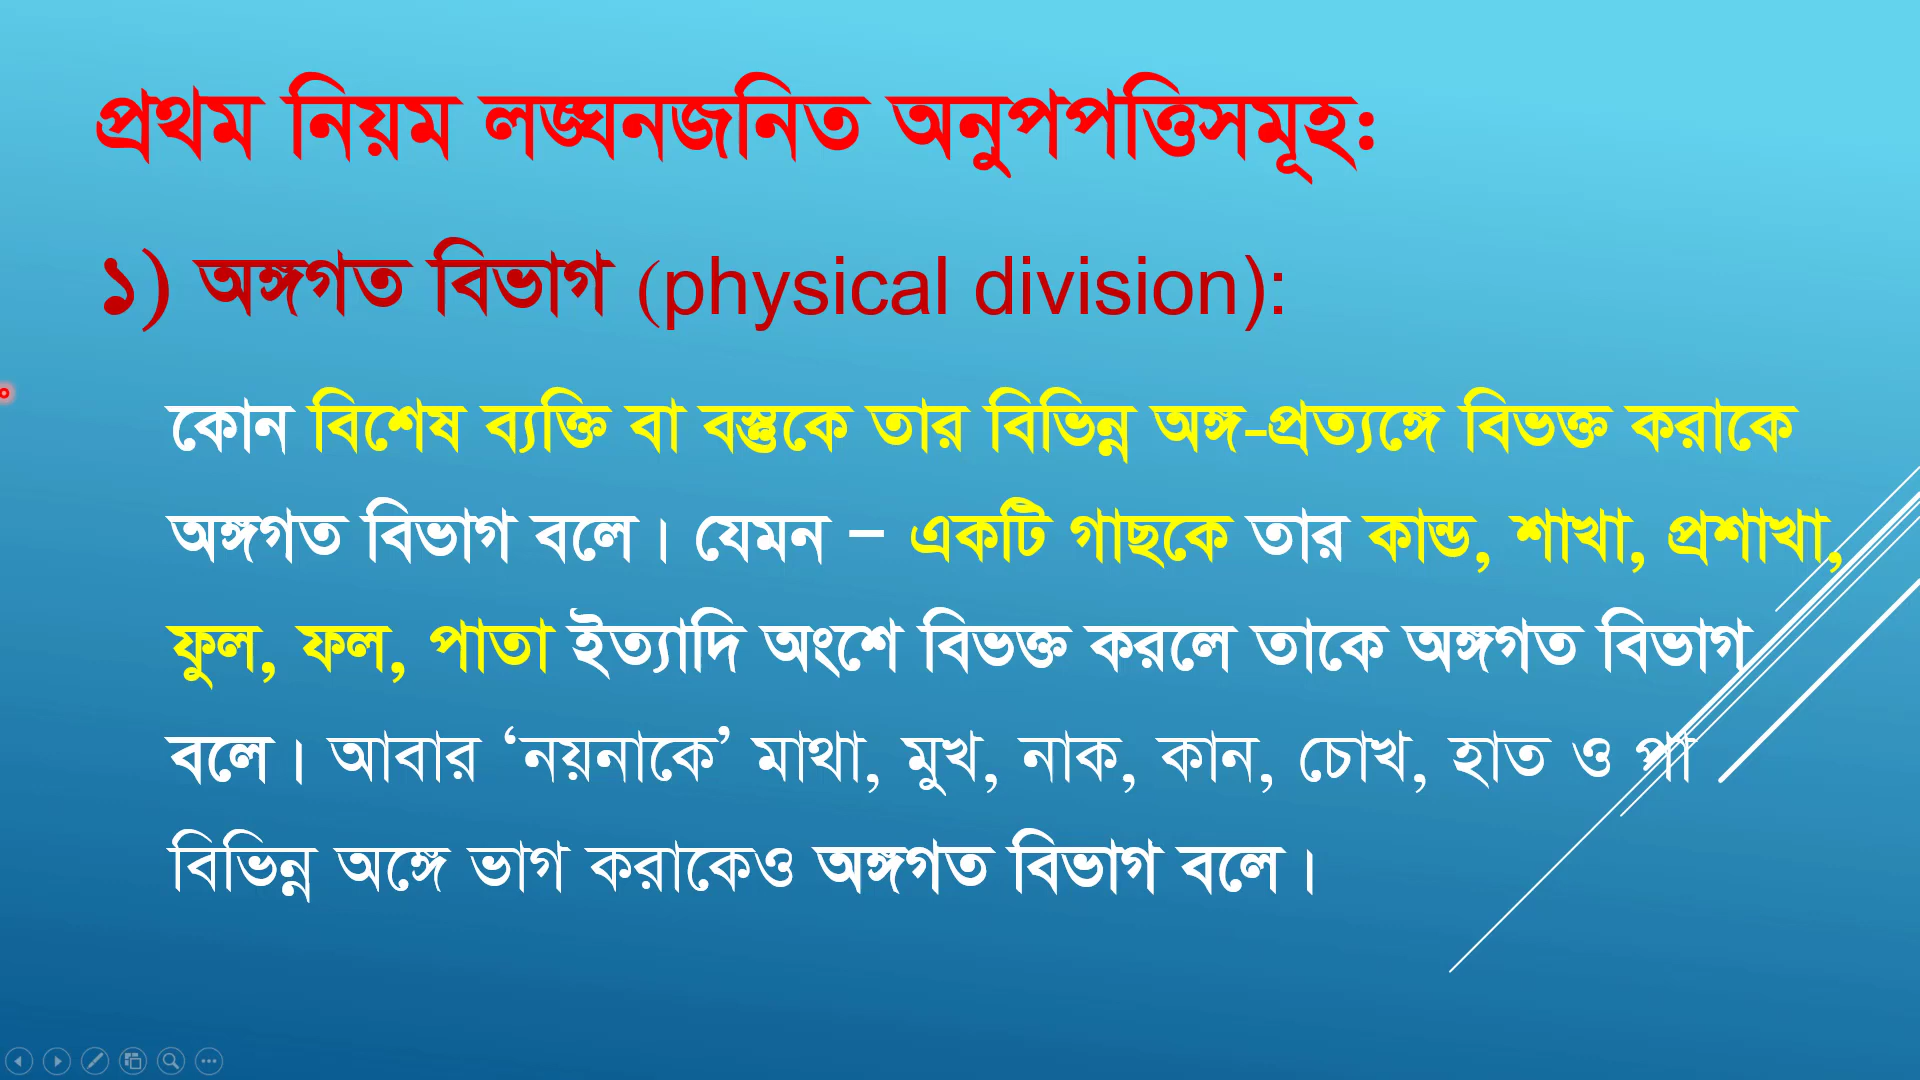 প্রথম নিয়ম লঙ্ঘনজনিত অনুপপত্তিসমূহ:
১) অঙ্গগত বিভাগ (physical division):
কোন বিশেষ ব্যক্তি বা বস্তুকে তার বিভিন্ন অঙ্গ-প্রত্যঙ্গে বিভক্ত করাকে
অঙ্গগত বিভাগ বলে। যেমন – একটি গাছকে তার কান্ড, শাখা, প্রশাখা,
ফুল, ফল, পাতা ইত্যাদি অংশে বিভক্ত করলে তাকে অঙ্গগত বিভাগ
বলে। আবার ‘নয়নাকে’ মাথা, মুখ, নাক, কান, চোখ, হাত ও পা
বিভিন্ন অঙ্গে ভাগ করাকেও অঙ্গগত বিভাগ বলে।